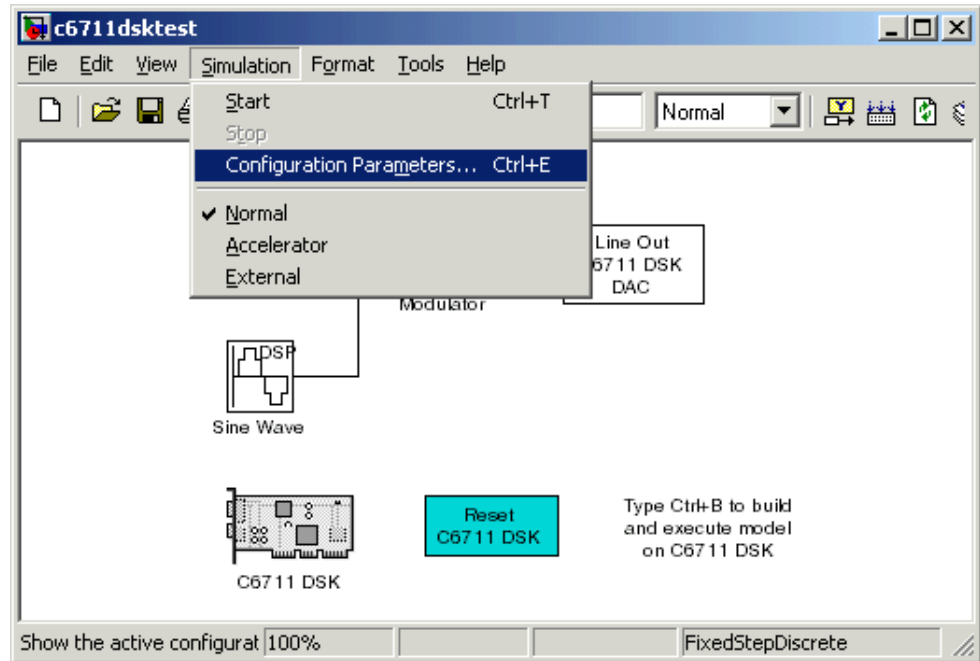 c6711dsktest
File Edit View Simulation Format Tools Help
Start Ctrl+T
Normal
Stop
Configuration Parameters... Ctrl+E
Normal
Accelerator
External
Line Out
6711 DSK
DAC
Modulator
DSP
Sine Wave
Reset
C6711 DSK
Type Ctrl+B to build
and execute model
on C6711 DSK
C6711 DSK
Show the active configurat 100% FixedStepDiscrete